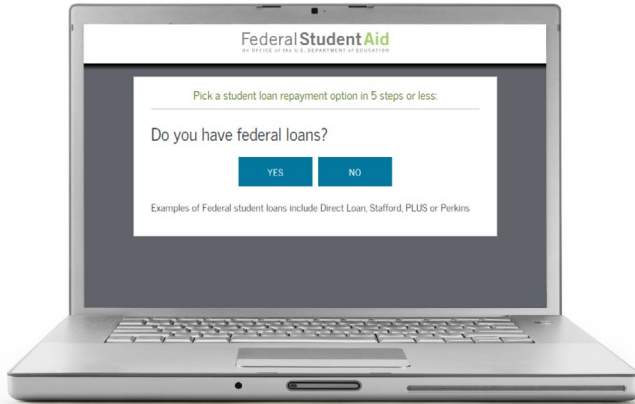 Federal Student Aid
AN OFFICE of the U.S. DEPARTMENT of EDUCATION
Pick a student loan repayment option in 5 steps or less:
Do you have federal loans?
YES NO
Examples of Federal student loans include Direct Loan, Stafford, PLUS or Perkins